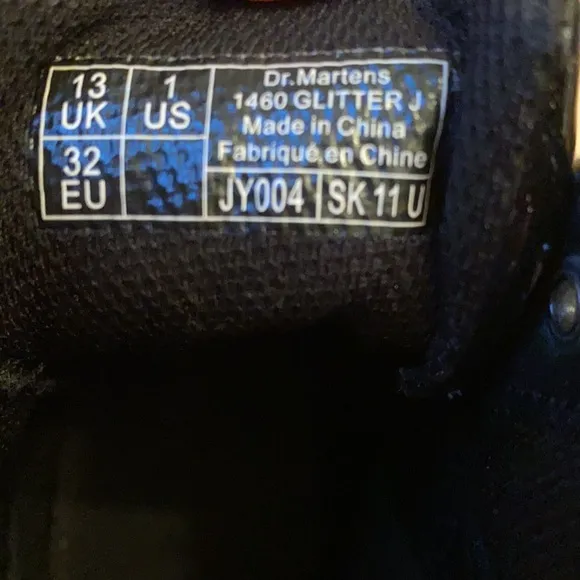 13
UK
1
US
32
EU
Dr.Martens
1460 GLITTER J
Made in China
Fabriqué en Chine
JY004
SK 11 U